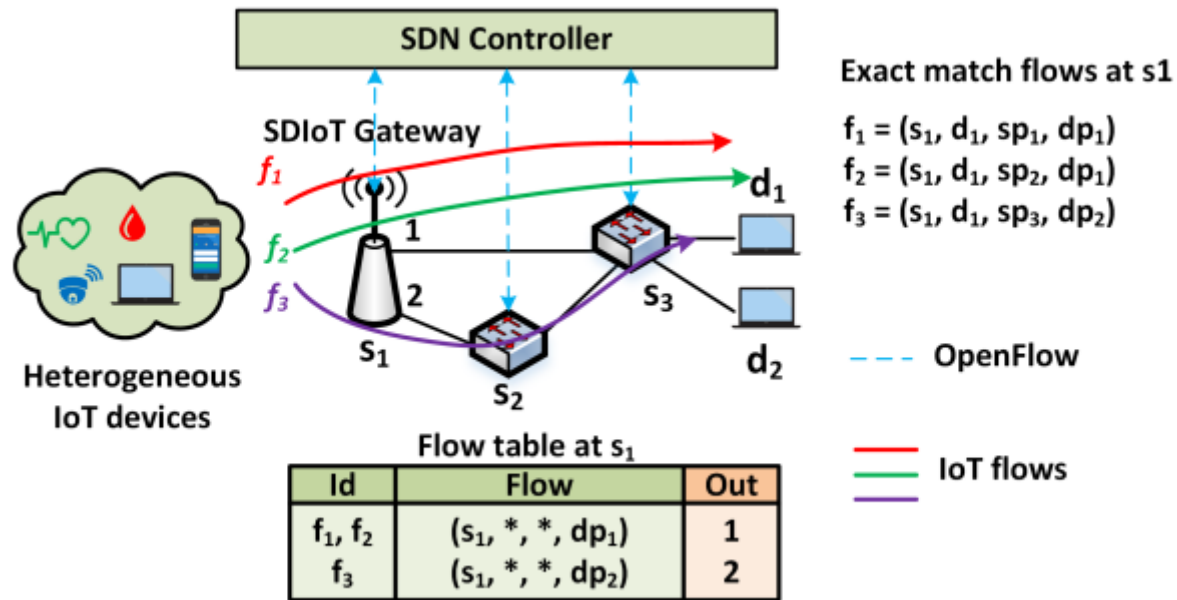 SDN Controller
Exact match flows at s1
f₁ = (s₁, d₁, sp₁, dp₁)
f₂ = (s₁, d₁, sp₂, dp₁)
f₃ = (s₁, d₁, sp₃, dp₂)
SDIoT Gateway
f₁
f₂
f₃
1
2
s₁
s₂
s₃
d₁
d₂
Heterogeneous
IoT devices
OpenFlow
IoT flows
Flow table at s₁
Id Flow Out
f₁, f₂ (s₁, *, *, dp₁) 1
f₃ (s₁, *, *, dp₂) 2